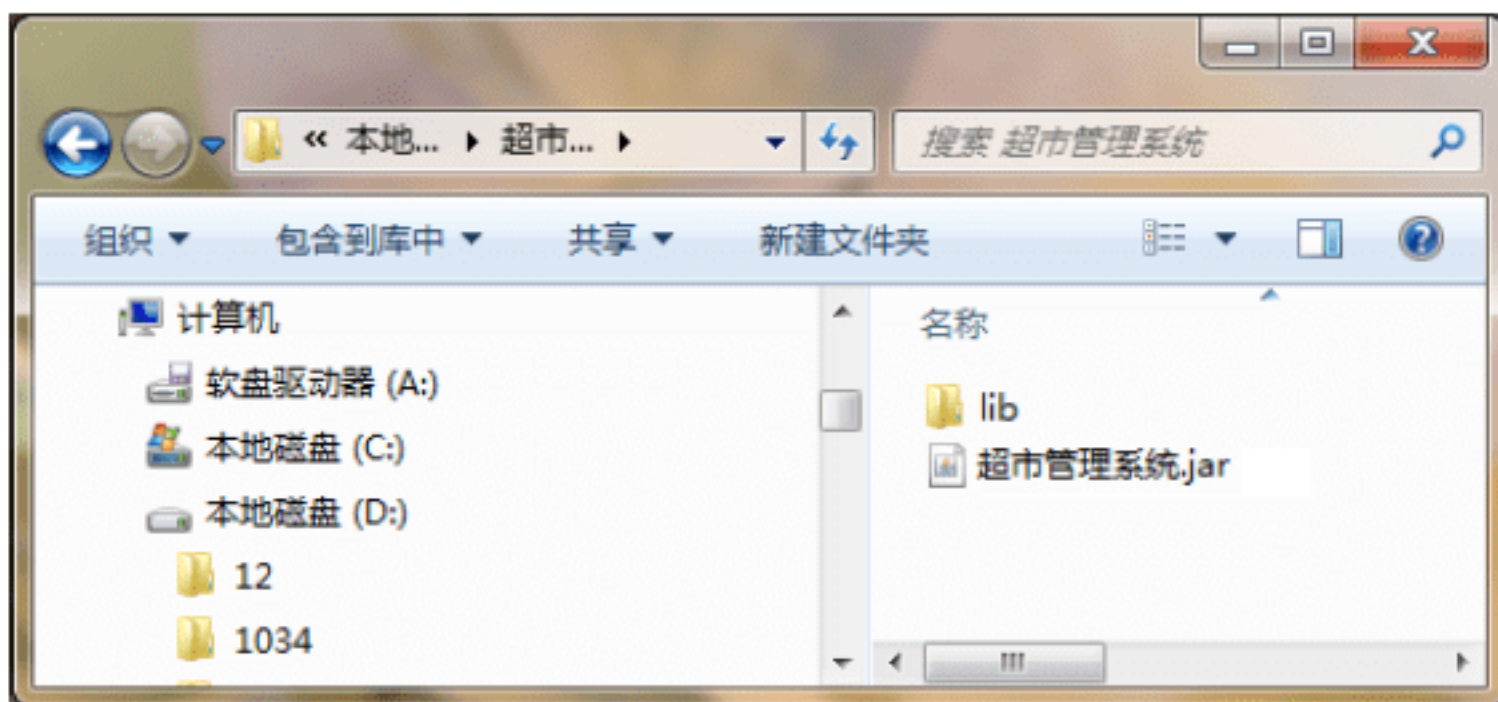 « 本地... ▸ 超市... ▸
搜索 超市管理系统
组织 ▼ 包含到库中 ▼ 共享 ▼ 新建文件夹
计算机
软盘驱动器 (A:)
本地磁盘 (C:)
本地磁盘 (D:)
12
1034
名称
lib
超市管理系统.jar